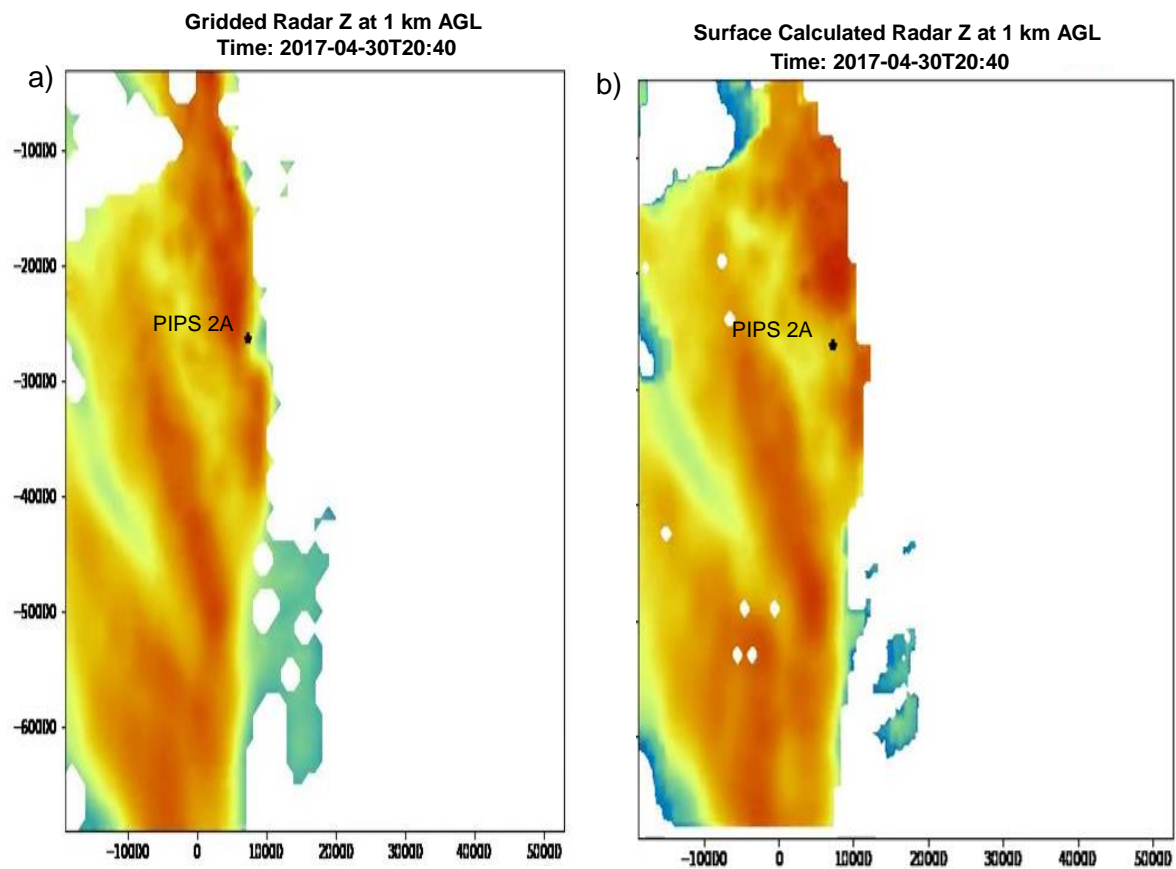 Gridded Radar Z at 1 km AGL
Time: 2017-04-30T20:40
Surface Calculated Radar Z at 1 km AGL
Time: 2017-04-30T20:40
a)
b)
-10000
-20000
PIPS 2A
PIPS 2A
-30000
-40000
-50000
-60000
-10000 0 10000 20000 30000 40000 50000
-10000 0 10000 20000 30000 40000 50000